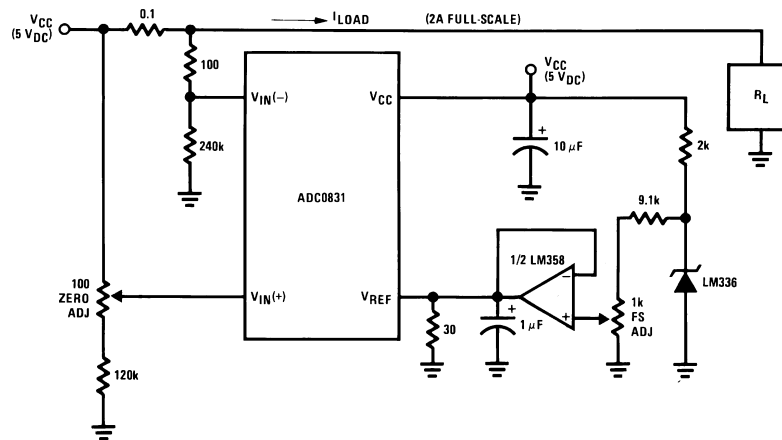 0.1
I LOAD
(2A FULL-SCALE)
VCC
(5 VDC)
100
VIN(−)
240k
ADC0831
VCC
VCC
(5 VDC)
10 μF
RL
2k
9.1k
1/2 LM358
−
+
LM336
1k
FS
ADJ
VREF
30
+
1 μF
+
VIN(+)
100
ZERO
ADJ
120k